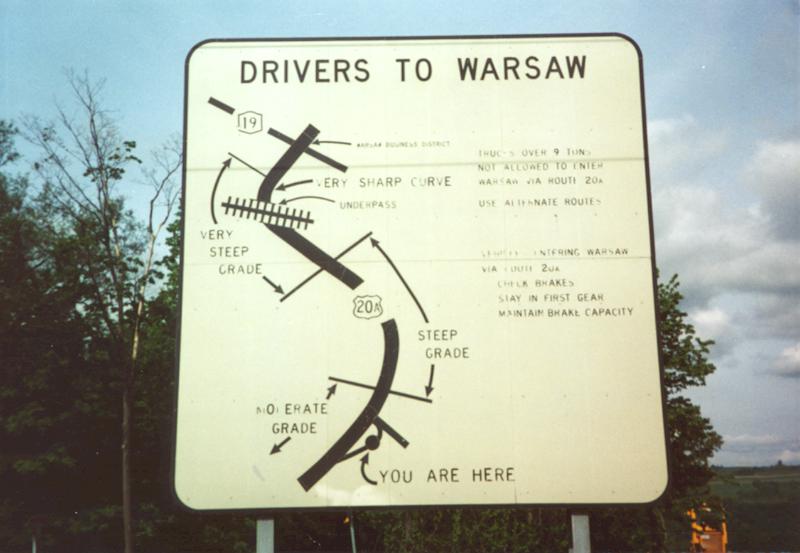 DRIVERS TO WARSAW
19
WARSAW BUSINESS DISTRICT
VERY SHARP CURVE
UNDERPASS
VERY
STEEP
GRADE
20A
STEEP
GRADE
MODERATE
GRADE
YOU ARE HERE
TRUCKS OVER 9 TONS
NOT ALLOWED TO ENTER
WARSAW VIA ROUTE 20A
USE ALTERNATE ROUTES
ENTERING WARSAW
VIA ROUTE 20A
CHECK BRAKES
STAY IN FIRST GEAR
MAINTAIN BRAKE CAPACITY